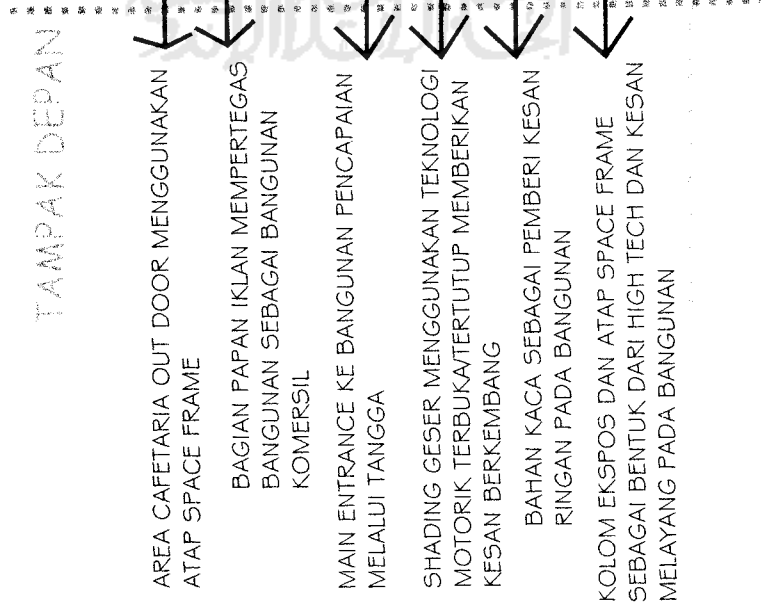 TAMPAK DEPAN
AREA CAFETARIA OUT DOOR MENGGUNAKAN
ATAP SPACE FRAME
BAGIAN PAPAN IKLAN MEMPERTEGAS
BANGUNAN SEBAGAI BANGUNAN
KOMERSIL
MAIN ENTRANCE KE BANGUNAN PENCAPAIAN
MELALUI TANGGA
SHADING GESER MENGGUNAKAN TEKNOLOGI
MOTORIK TERBUKA/TERTUTUP MEMBERIKAN
KESAN BERKEMBANG
BAHAN KACA SEBAGAI PEMBERI KESAN
RINGAN PADA BANGUNAN
KOLOM EKSPOS DAN ATAP SPACE FRAME
SEBAGAI BENTUK DARI HIGH TECH DAN KESAN
MELAYANG PADA BANGUNAN